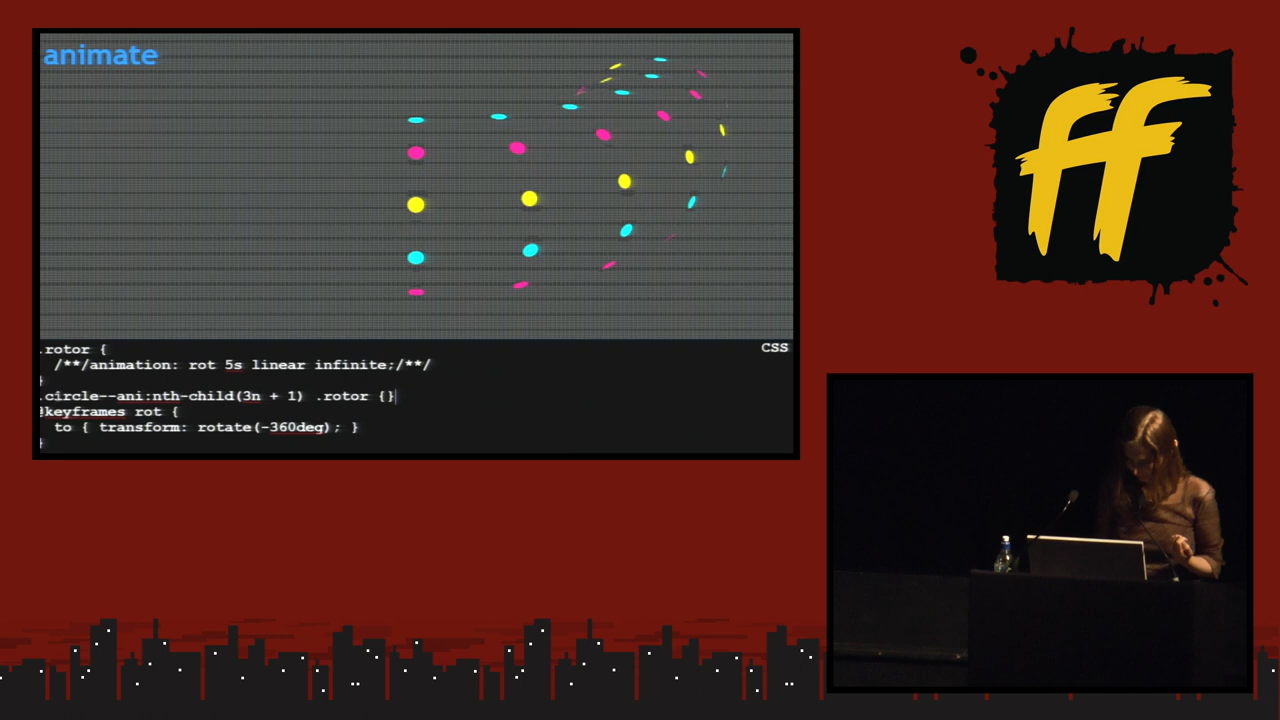 animate
ff
.rotor {
CSS
/**/animation: rot 5s linear infinite;/**/
}
.circle--ani:nth-child(3n + 1) .rotor {}
@keyframes rot {
to { transform: rotate(-360deg); }
}